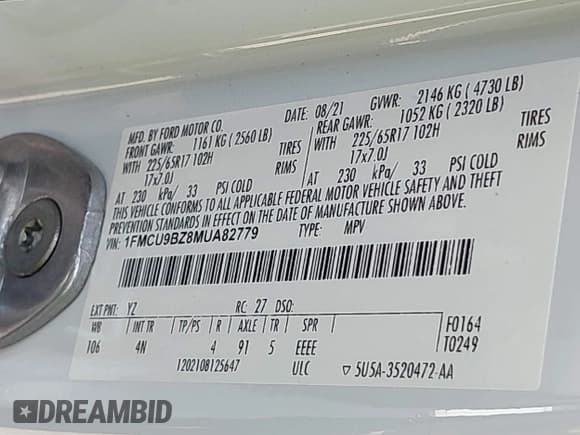 MFD. BY FORD MOTOR CO.
DATE: 08/21 GVWR: 2146 KG ( 4730 LB)
FRONT GAWR: 1161 KG ( 2560 LB) REAR GAWR: 1052 KG ( 2320 LB)
WITH 225/65R17 102H TIRES WITH 225/65R17 102H TIRES
17x7.0J RIMS 17x7.0J RIMS
AT 230 kPa/ 33 PSI COLD AT 230 kPa/ 33 PSI COLD
THIS VEHICLE CONFORMS TO ALL APPLICABLE FEDERAL MOTOR VEHICLE SAFETY AND THEFT
PREVENTION STANDARDS IN EFFECT ON THE DATE OF MANUFACTURE SHOWN ABOVE.
VIN: 1FMCU9BZ8MUA82779 TYPE: MPV
EXT PNT: YZ RC: 27 DSO: F0164
WB INT TR TP/PS R AXLE TR SPR T0249
106 4N 4 91 5 EEEE
1202108125647 ULC ▽ 5U5A-3520472-AA
DREAMBID